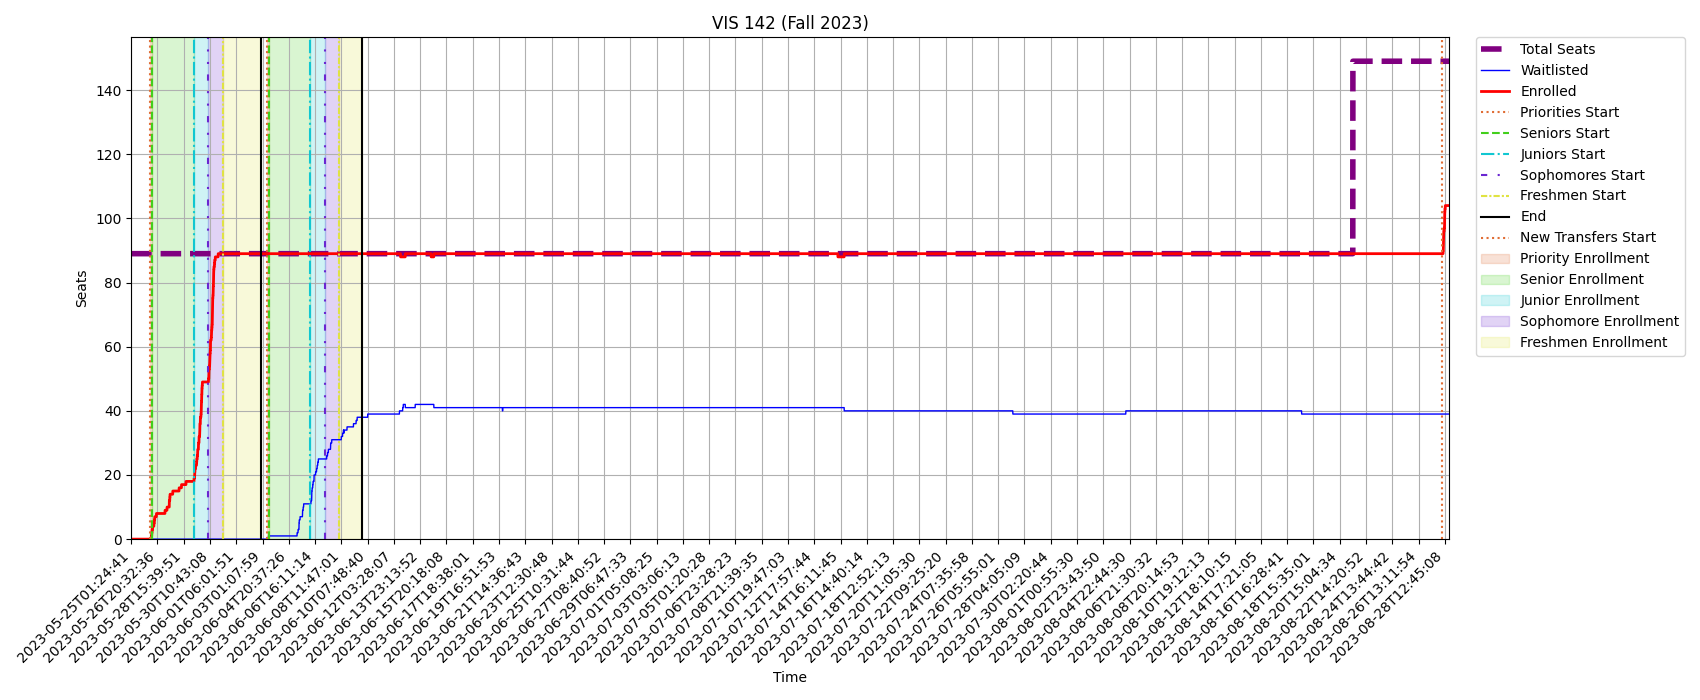 VIS 142 (Fall 2023)
Seats
140
120
100
80
60
40
20
0
2023-05-25T01:24:41
2023-05-26T20:32:36
2023-05-28T15:39:51
2023-05-30T10:43:08
2023-06-01T06:01:51
2023-06-03T01:07:59
2023-06-04T20:37:26
2023-06-06T16:11:14
2023-06-08T11:47:01
2023-06-10T07:48:40
2023-06-12T03:28:07
2023-06-13T23:13:52
2023-06-15T20:18:08
2023-06-17T18:38:01
2023-06-19T16:51:53
2023-06-21T14:36:43
2023-06-23T12:30:48
2023-06-25T10:31:44
2023-06-27T08:40:52
2023-06-29T06:47:33
2023-07-01T05:08:25
2023-07-03T03:06:13
2023-07-05T01:20:28
2023-07-06T23:28:23
2023-07-08T21:39:35
2023-07-10T19:47:03
2023-07-12T17:57:44
2023-07-14T16:11:45
2023-07-16T14:40:14
2023-07-18T12:52:13
2023-07-20T11:05:30
2023-07-22T09:25:20
2023-07-24T07:35:58
2023-07-26T05:55:01
2023-07-28T04:05:09
2023-07-30T02:20:44
2023-08-01T00:55:30
2023-08-02T23:43:50
2023-08-04T22:44:30
2023-08-06T21:30:32
2023-08-08T20:14:53
2023-08-10T19:12:13
2023-08-12T18:10:15
2023-08-14T17:21:05
2023-08-16T16:28:41
2023-08-18T15:35:01
2023-08-20T15:04:34
2023-08-22T14:20:52
2023-08-24T13:44:42
2023-08-26T13:11:54
2023-08-28T12:45:08
Time
Total Seats
Waitlisted
Enrolled
Priorities Start
Seniors Start
Juniors Start
Sophomores Start
Freshmen Start
End
New Transfers Start
Priority Enrollment
Senior Enrollment
Junior Enrollment
Sophomore Enrollment
Freshmen Enrollment